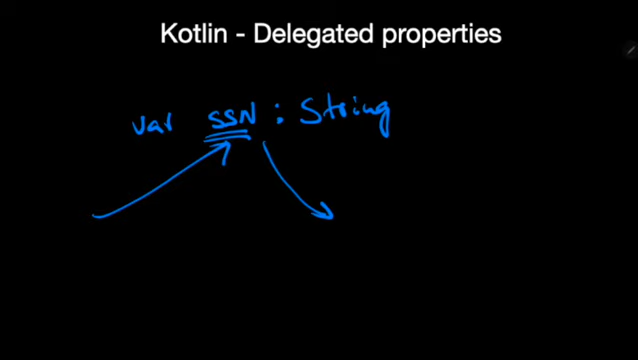 Kotlin - Delegated properties
var SSN : String